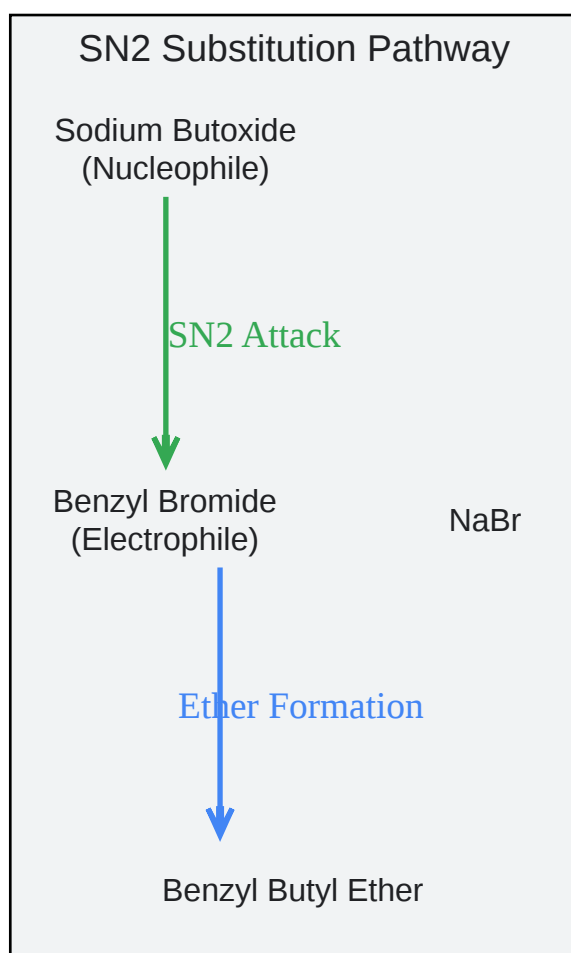 SN2 Substitution Pathway
Sodium Butoxide
(Nucleophile)
SN2 Attack
Benzyl Bromide
(Electrophile)
NaBr
Ether Formation
Benzyl Butyl Ether